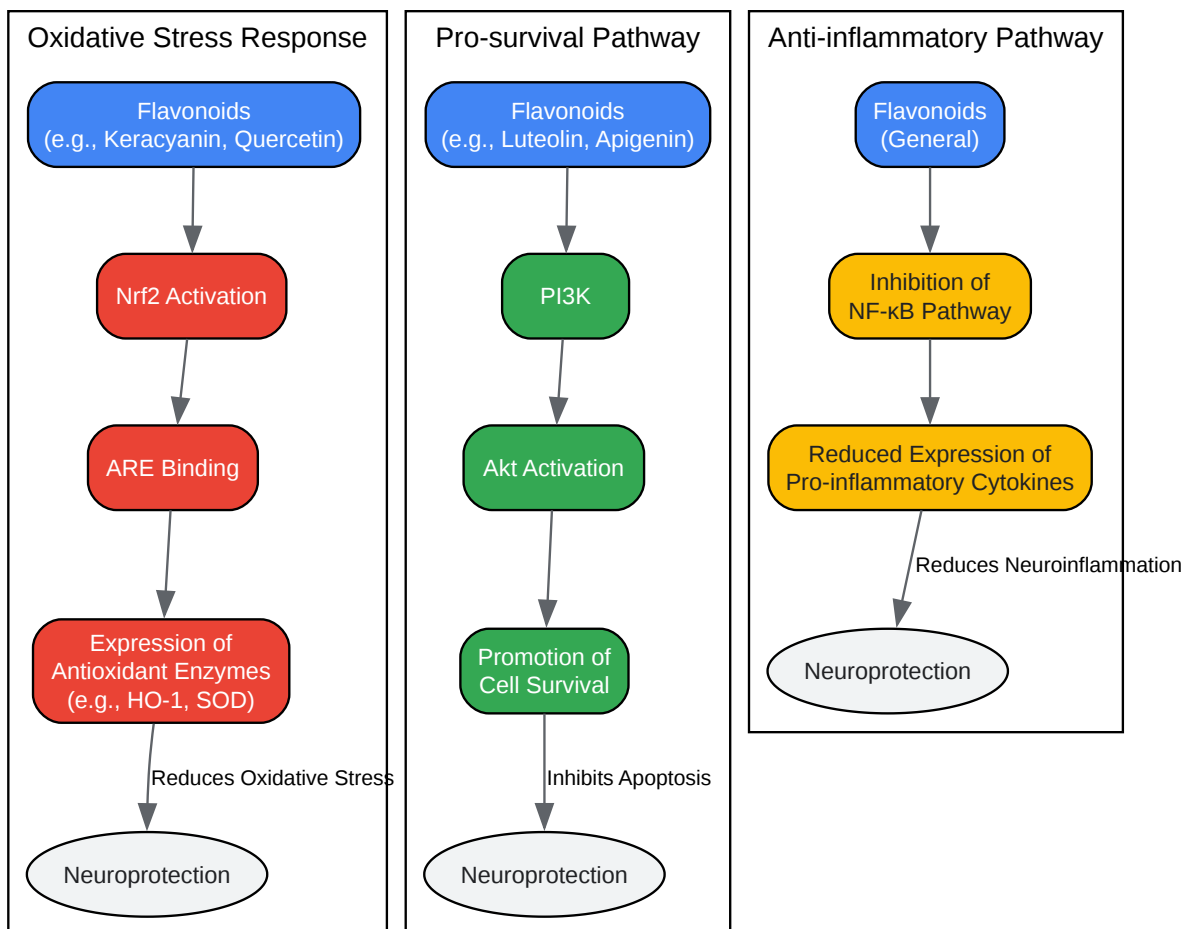 Oxidative Stress Response
Flavonoids
(e.g., Keracyanin, Quercetin)
Nrf2 Activation
ARE Binding
Expression of
Antioxidant Enzymes
(e.g., HO-1, SOD)
Reduces Oxidative Stress
Neuroprotection
Pro-survival Pathway
Flavonoids
(e.g., Luteolin, Apigenin)
PI3K
Akt Activation
Promotion of
Cell Survival
Inhibits Apoptosis
Neuroprotection
Anti-inflammatory Pathway
Flavonoids
(General)
Inhibition of
NF-κB Pathway
Reduced Expression of
Pro-inflammatory Cytokines
Reduces Neuroinflammation
Neuroprotection